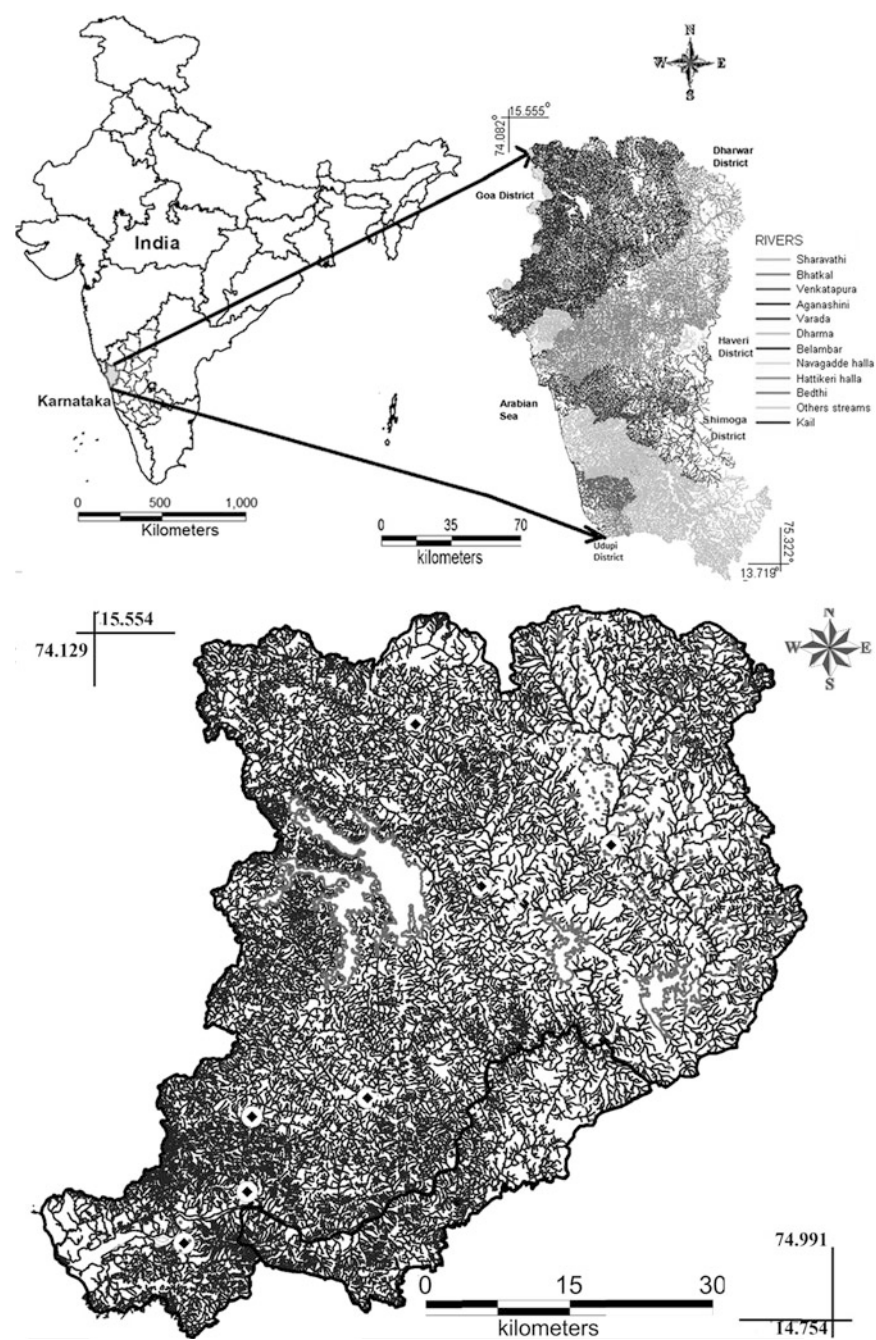 N
W E
S
15.555°
74.082°
Dharwar
District
Goa District
India
RIVERS
Sharavathi
Bhatkal
Venkatapura
Aganashini
Varada
Dharma
Belambar
Navagadde halla
Hattikeri halla
Bedthi
Others streams
Kail
Haveri
District
Karnataka
Arabian
Sea
Shimoga
District
0 500 1,000
Kilometers
0 35 70
kilometers
Udupi
District
75.322°
13.719°
15.554
74.129
N
W E
S
74.991
14.754
0 15 30
kilometers